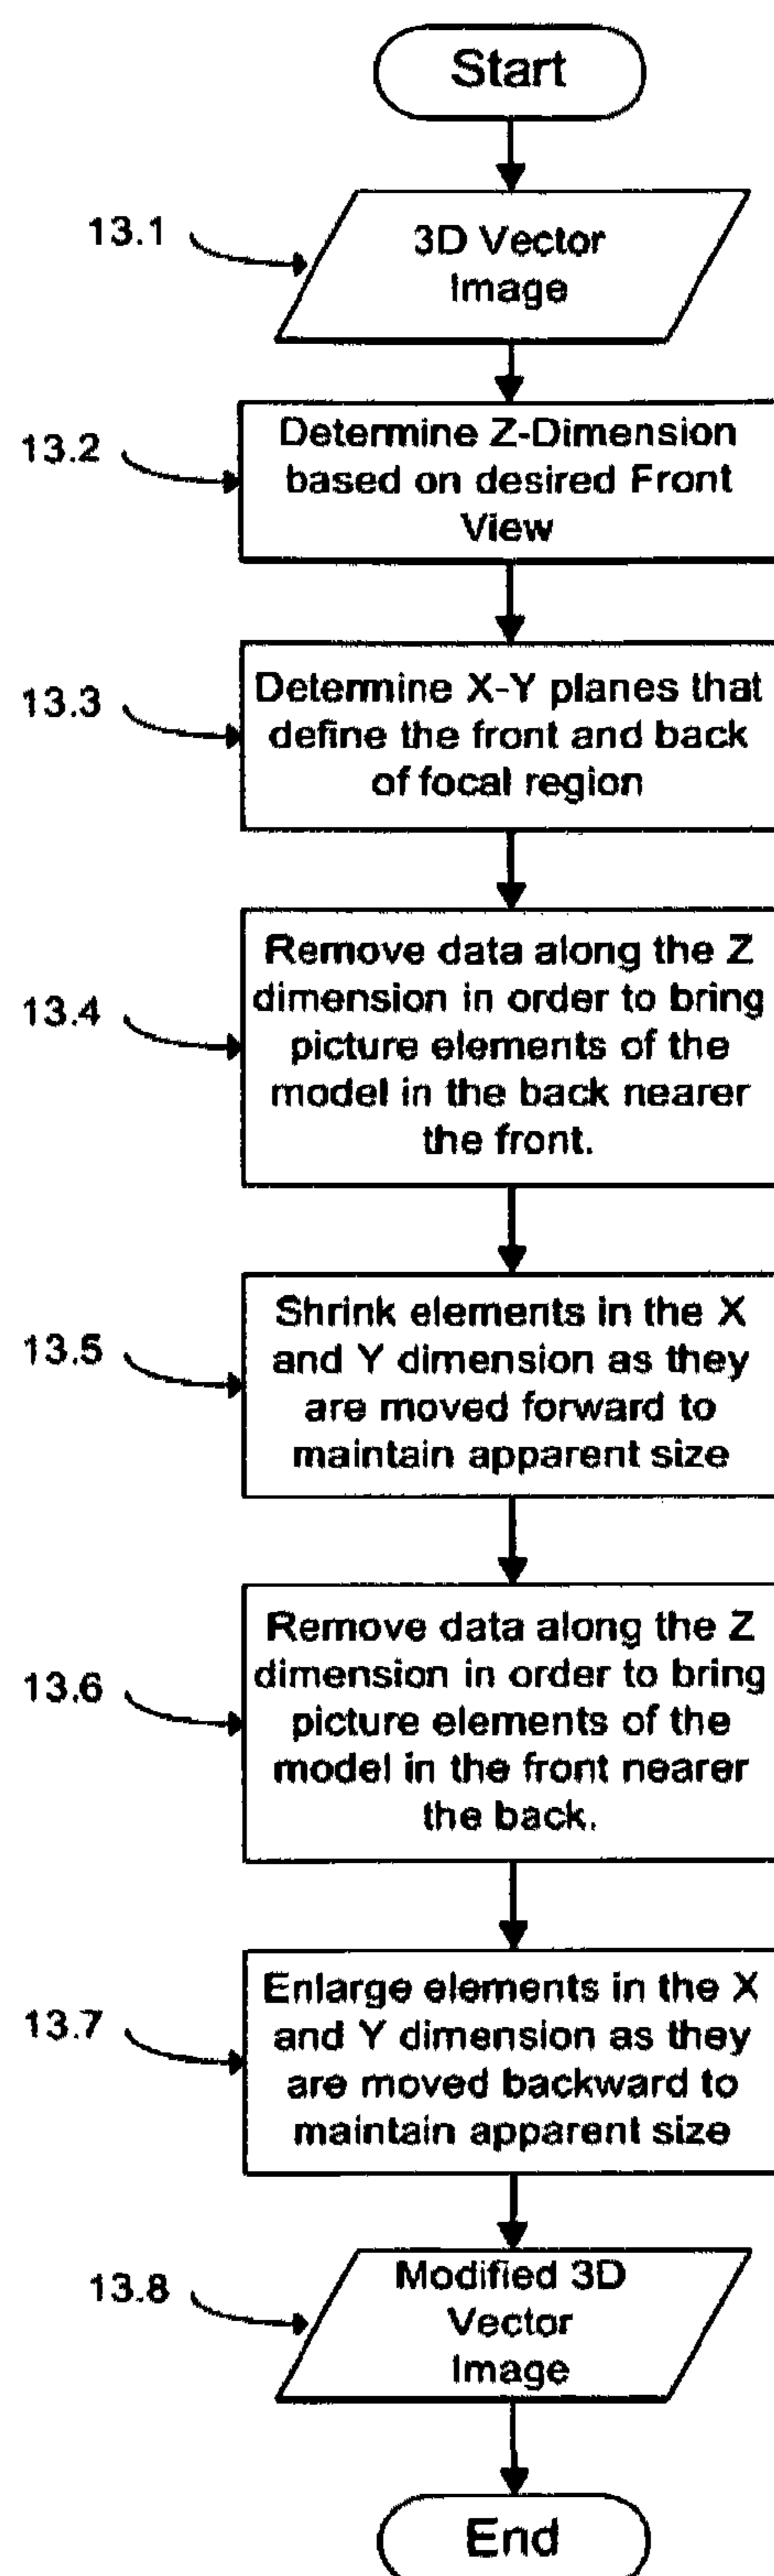 Start
13.1
3D Vector
Image
13.2
Determine Z-Dimension
based on desired Front
View
13.3
Determine X-Y planes that
define the front and back
of focal region
13.4
Remove data along the Z
dimension in order to bring
picture elements of the
model in the back nearer
the front.
13.5
Shrink elements in the X
and Y dimension as they
are moved forward to
maintain apparent size
13.6
Remove data along the Z
dimension in order to bring
picture elements of the
model in the front nearer
the back.
13.7
Enlarge elements in the X
and Y dimension as they
are moved backward to
maintain apparent size
13.8
Modified 3D
Vector
Image
End